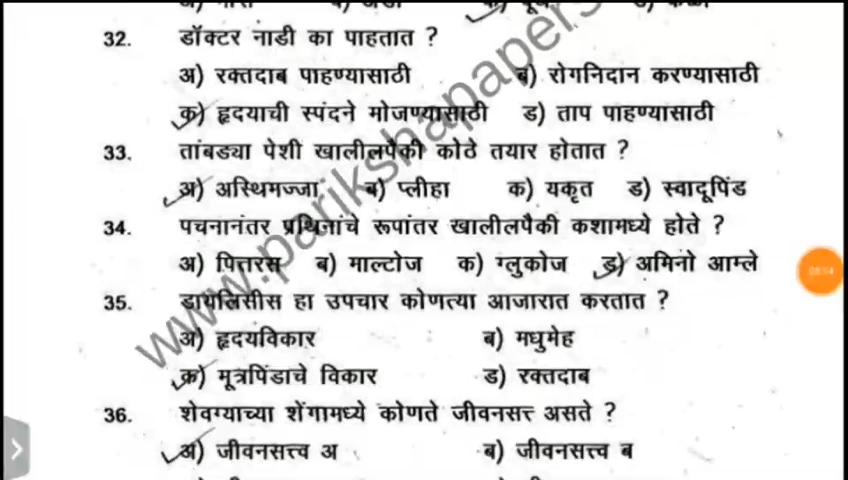 32. डॉक्टर नाडी का पाहतात ?
अ) रक्तदाब पाहण्यासाठी ब) रोगनिदान करण्यासाठी
क) हृदयाची स्पंदने मोजण्यासाठी ड) ताप पाहण्यासाठी
33. तांबड्या पेशी खालीलपैकी कोठे तयार होतात ?
अ) अस्थिमज्जा ब) प्लीहा क) यकृत ड) स्वादूपिंड
34. पचनानंतर प्रथिनांचे रूपांतर खालीलपैकी कशामध्ये होते ?
अ) पित्तरस ब) माल्टोज क) ग्लुकोज ड) अमिनो आम्ले
35. डायलिसीस हा उपचार कोणत्या आजारात करतात ?
अ) हृदयविकार ब) मधुमेह
क) मूत्रपिंडाचे विकार ड) रक्तदाब
36. शेवग्याच्या शेंगामध्ये कोणते जीवनसत्त असते ?
अ) जीवनसत्त्व अ ब) जीवनसत्त्व ब
www.parikshapapers